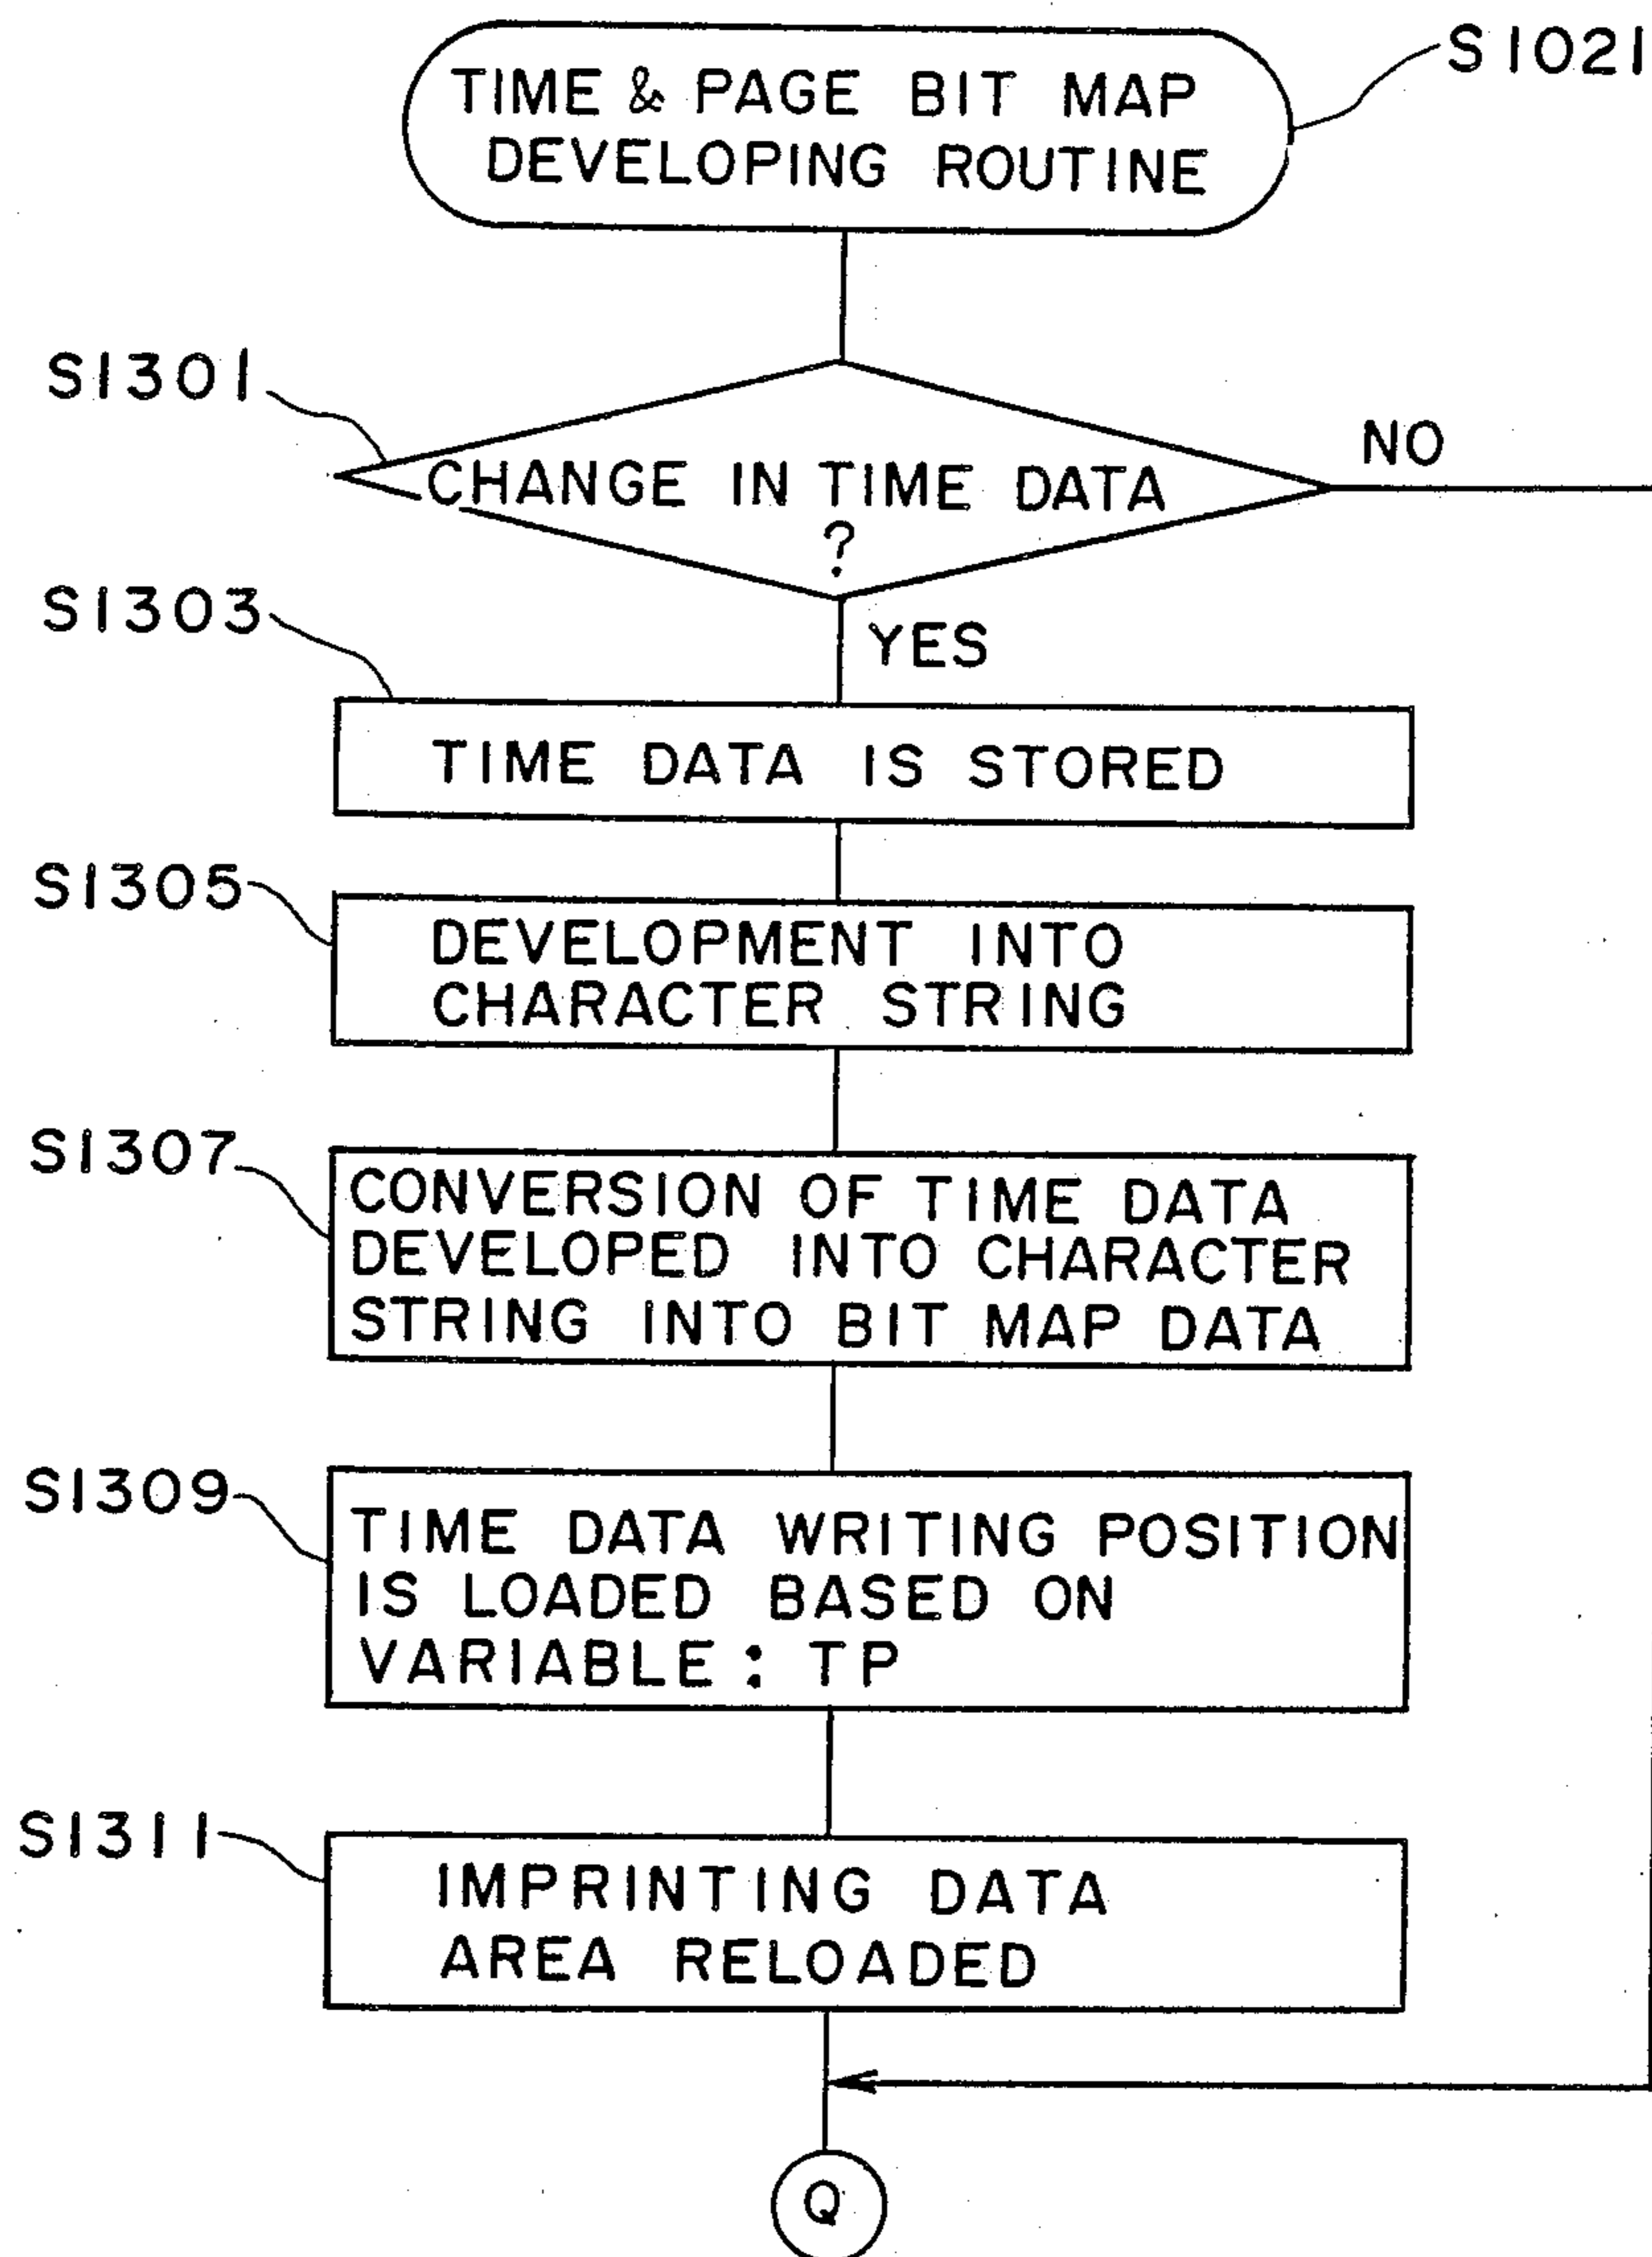 S1021
TIME & PAGE BIT MAP
DEVELOPING ROUTINE
S1301
CHANGE IN TIME DATA
?
NO
YES
S1303
TIME DATA IS STORED
S1305
DEVELOPMENT INTO
CHARACTER STRING
S1307
CONVERSION OF TIME DATA
DEVELOPED INTO CHARACTER
STRING INTO BIT MAP DATA
S1309
TIME DATA WRITING POSITION
IS LOADED BASED ON
VARIABLE : TP
S1311
IMPRINTING DATA
AREA RELOADED
Q